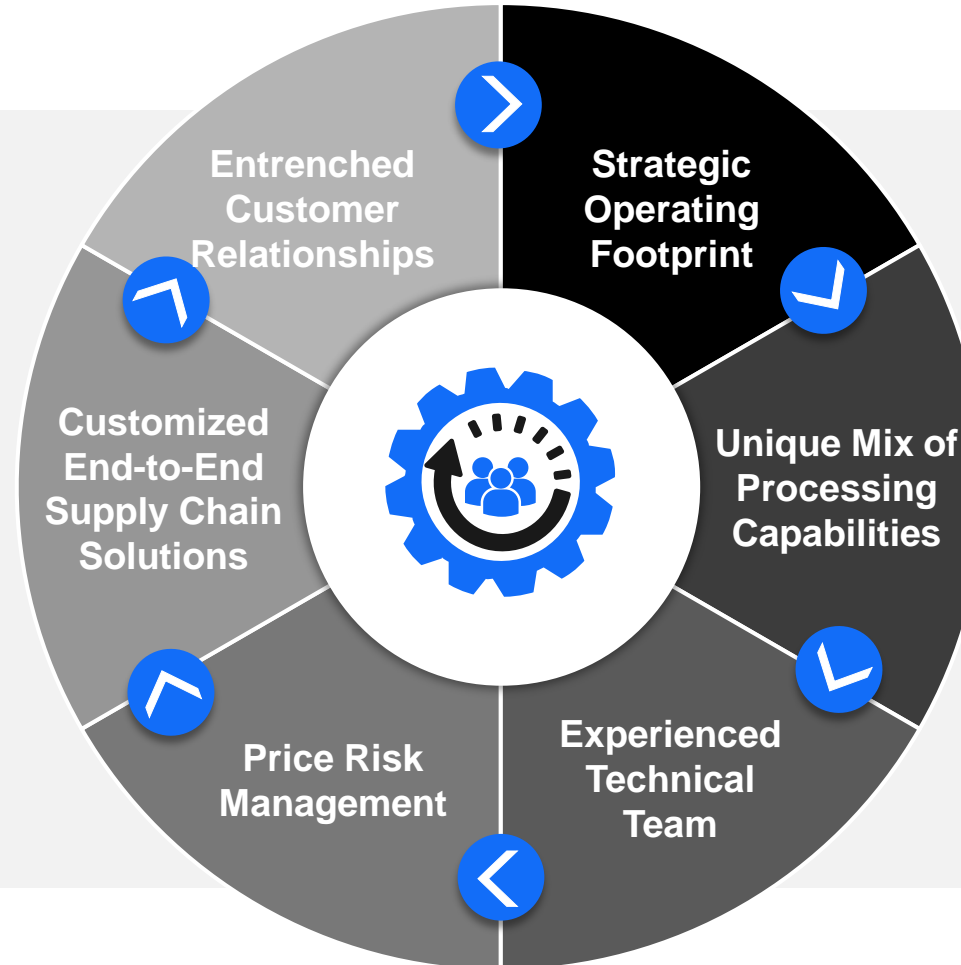 Strategic
Operating
Footprint
Unique Mix of
Processing
Capabilities
Experienced
Technical
Team
Price Risk
Management
Customized
End-to-End
Supply Chain
Solutions
Entrenched
Customer
Relationships